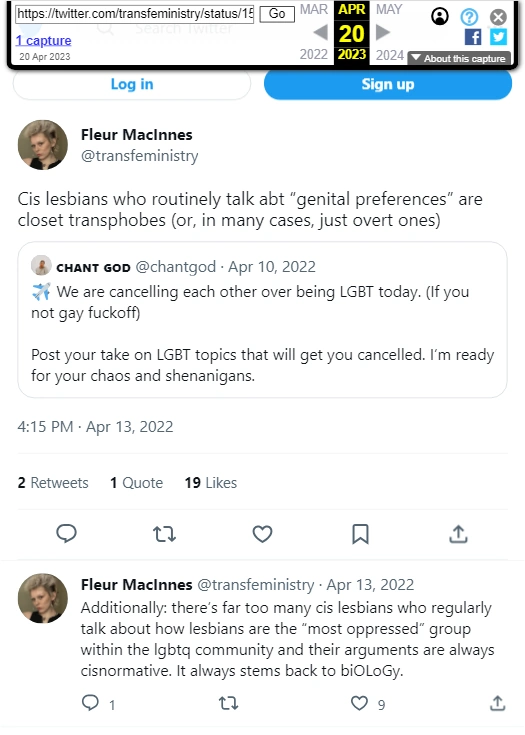 https://twitter.com/transfeministry/status/15
Go
MAR APR MAY
20
2022 2023 2024
1 capture
20 Apr 2023
About this capture
Search Twitter
Log in
Sign up
Fleur MacInnes
@transfeministry
Cis lesbians who routinely talk abt “genital preferences” are
closet transphobes (or, in many cases, just overt ones)
CHANT GOD @chantgod · Apr 10, 2022
✈️ We are cancelling each other over being LGBT today. (If you
not gay fuckoff)
Post your take on LGBT topics that will get you cancelled. I’m ready
for your chaos and shenanigans.
4:15 PM · Apr 13, 2022
2 Retweets 1 Quote 19 Likes
Fleur MacInnes @transfeministry · Apr 13, 2022
Additionally: there’s far too many cis lesbians who regularly
talk about how lesbians are the “most oppressed” group
within the lgbtq community and their arguments are always
cisnormative. It always stems back to biOLoGy.
1 9